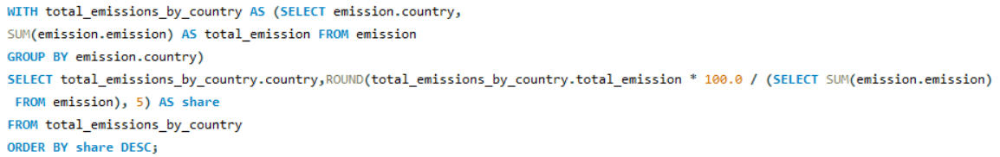 WITH total_emissions_by_country AS (SELECT emission.country,
SUM(emission.emission) AS total_emission FROM emission
GROUP BY emission.country)
SELECT total_emissions_by_country.country,ROUND(total_emissions_by_country.total_emission * 100.0 / (SELECT SUM(emission.emission)
FROM emission), 5) AS share
FROM total_emissions_by_country
ORDER BY share DESC;